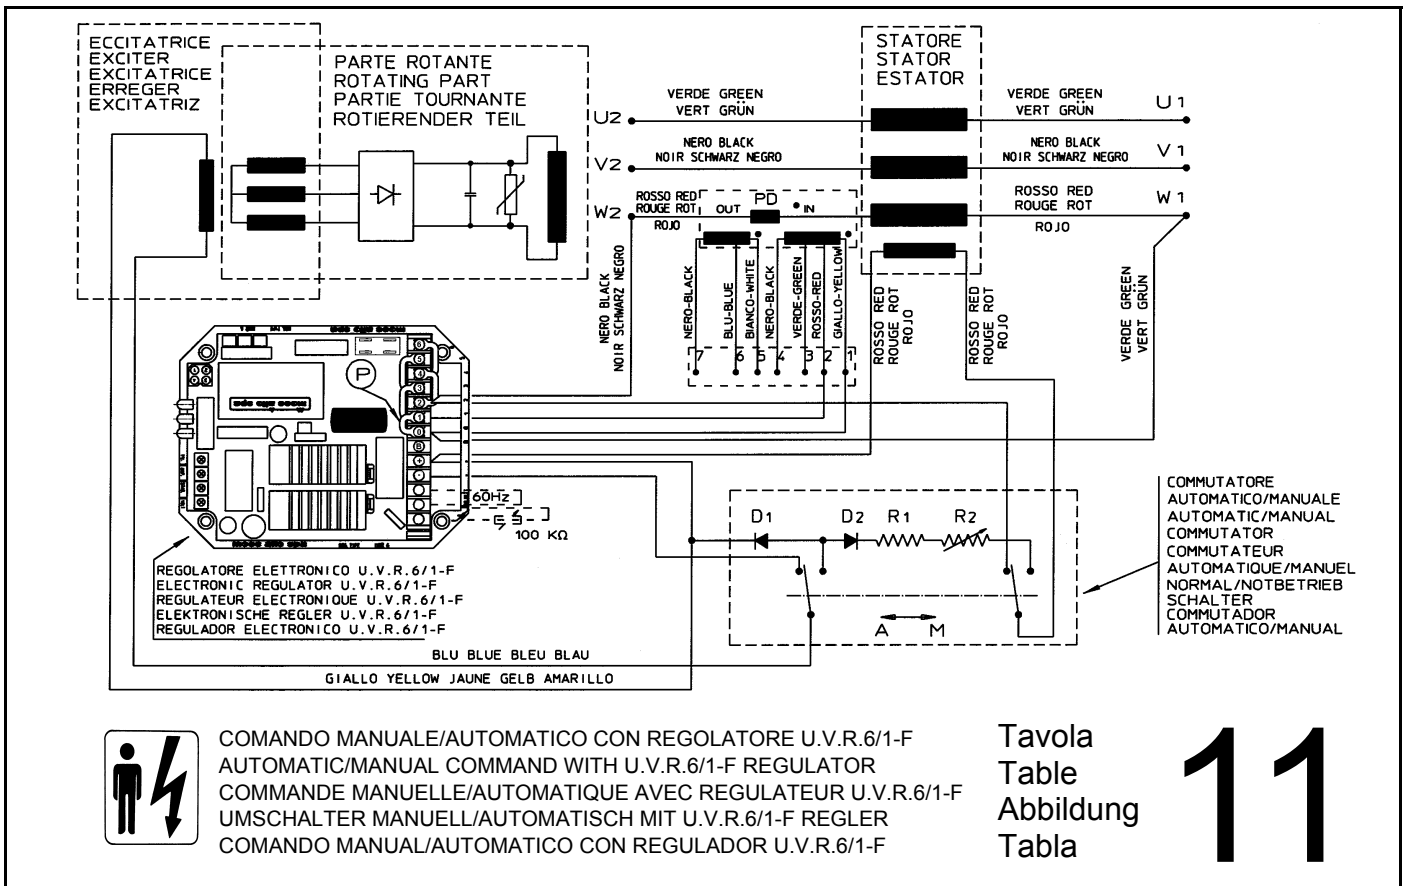 ECCITATRICE
EXCITER
EXCITATRICE
ERREGER
EXCITATRIZ
PARTE ROTANTE
ROTATING PART
PARTIE TOURNANTE
ROTIERENDER TEIL
STATORE
STATOR
ESTATOR
U2
VERDE GREEN
VERT GRÜN
VERDE GREEN
VERT GRÜN
U1
V2
NERO BLACK
NOIR SCHWARZ NEGRO
NERO BLACK
NOIR SCHWARZ NEGRO
V1
W2
ROSSO RED
ROUGE ROT
ROJO
OUT
PD
IN
ROSSO RED
ROUGE ROT
ROJO
W1
NERO BLACK
NOIR SCHWARZ NEGRO
NERO-BLACK
BLU-BLUE
BIANCO-WHITE
NERO-BLACK
VERDE-GREEN
ROSSO-RED
GIALLO-YELLOW
7 6 5 4 3 2 1
ROSSO RED
ROUGE ROT
ROJO
ROSSO RED
ROUGE ROT
ROJO
VERDE GREEN
VERT GRÜN
P
6
5
4
3
2
1
0
B
+
-
60Hz
100 KΩ
REGOLATORE ELETTRONICO U.V.R.6/1-F
ELECTRONIC REGULATOR U.V.R.6/1-F
REGULATEUR ELECTRONIQUE U.V.R.6/1-F
ELEKTRONISCHE REGLER U.V.R.6/1-F
REGULADOR ELECTRONICO U.V.R.6/1-F
D1
D2
R1
R2
A M
COMMUTATORE
AUTOMATICO/MANUALE
AUTOMATIC/MANUAL
COMMUTATOR
COMMUTATEUR
AUTOMATIQUE/MANUEL
NORMAL/NOTBETRIEB
SCHALTER
COMMUTADOR
AUTOMATICO/MANUAL
BLU BLUE BLEU BLAU
GIALLO YELLOW JAUNE GELB AMARILLO
COMANDO MANUALE/AUTOMATICO CON REGOLATORE U.V.R.6/1-F
AUTOMATIC/MANUAL COMMAND WITH U.V.R.6/1-F REGULATOR
COMMANDE MANUELLE/AUTOMATIQUE AVEC REGULATEUR U.V.R.6/1-F
UMSCHALTER MANUELL/AUTOMATISCH MIT U.V.R.6/1-F REGLER
COMANDO MANUAL/AUTOMATICO CON REGULADOR U.V.R.6/1-F
Tavola
Table
Abbildung
Tabla
11